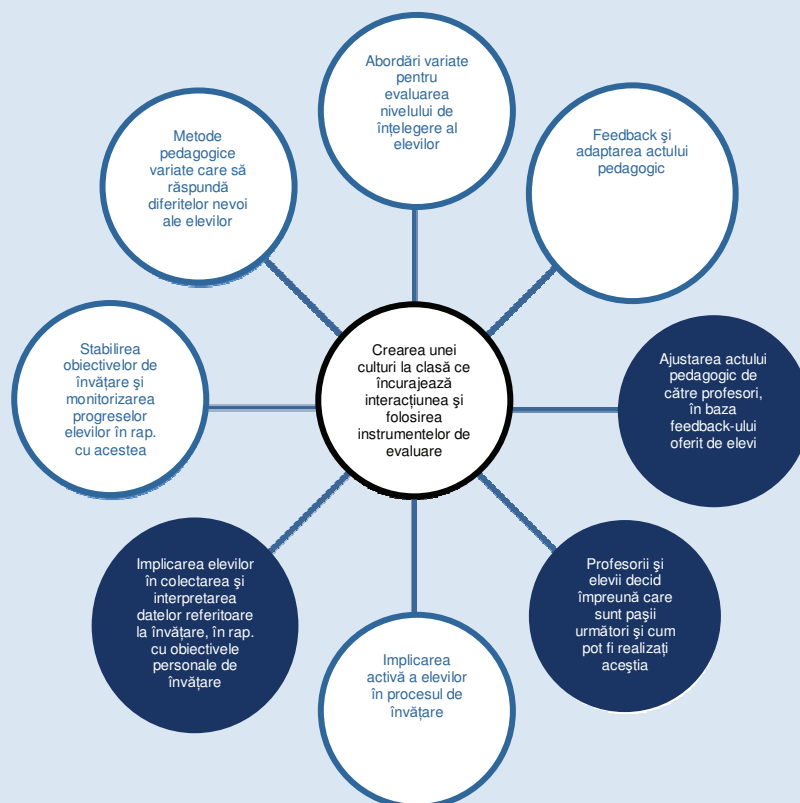 Abordări variate
pentru
evaluarea
nivelului de
înţelegere al
elevilor
Feedback şi
adaptarea actului
pedagogic
Metode
pedagogice
variate care să
răspundă
diferitelor nevoi
ale elevilor
Stabilirea
obiectivelor de
învăţare şi
monitorizarea
progreselor
elevilor în rap.
cu acestea
Crearea unei
culturi la clasă ce
încurajează
interacţiunea şi
folosirea
instrumentelor de
evaluare
Ajustarea actului
pedagogic de
către profesori,
în baza
feedback-ului
oferit de elevi
Implicarea elevilor
în colectarea şi
interpretarea
datelor referitoare
la învăţare, în rap.
cu obiectivele
personale de
învăţare
Profesorii şi
elevii decid
împreună care
sunt paşii
următori şi cum
pot fi realizaţi
aceştia
Implicarea
activă a elevilor
în procesul de
învăţare